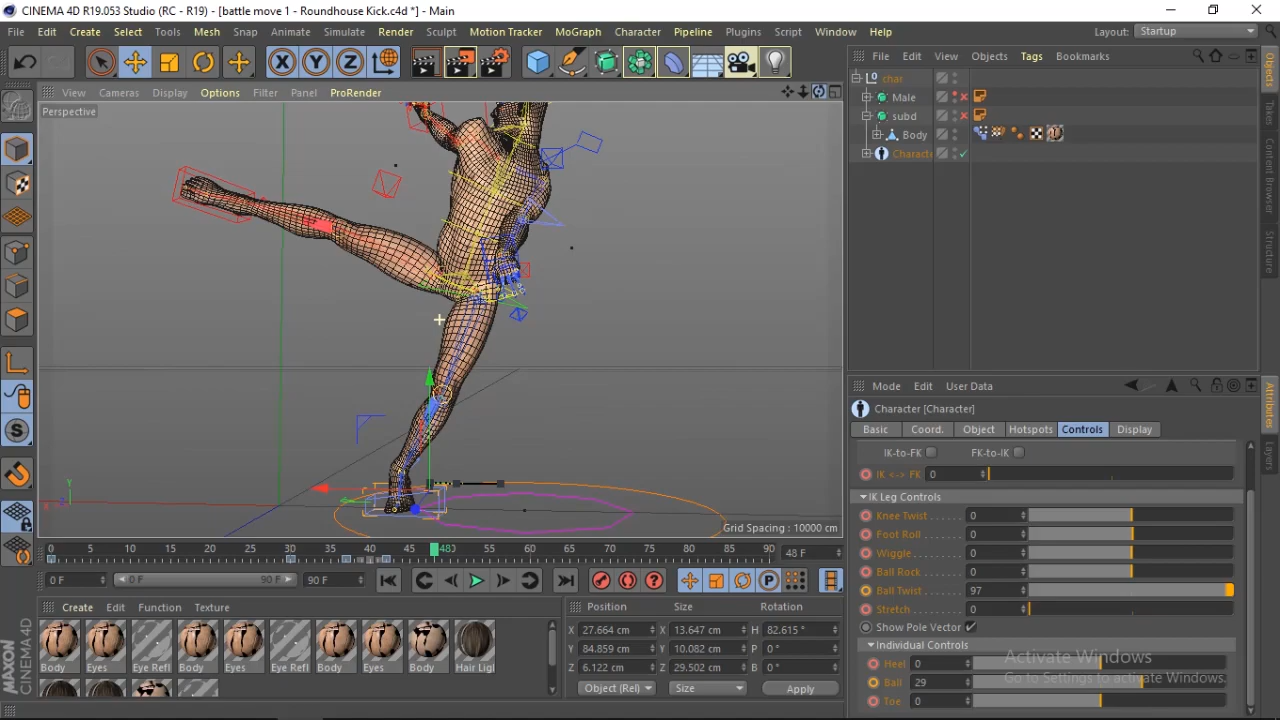 CINEMA 4D R19.053 Studio (RC - R19) - [battle move 1 - Roundhouse Kick.c4d *] - Main
File Edit Create Select Tools Mesh Snap Animate Simulate Render Sculpt Motion Tracker MoGraph Character Pipeline Plugins Script Window Help Layout: Startup
X Y Z
File Edit View Objects Tags Bookmarks
View Cameras Display Options Filter Panel ProRender
Perspective
char
Male
subd
Body
Charact
Objects
Takes
Content Browser
Structure
Mode Edit User Data
Character [Character]
Basic Coord. Object Hotspots Controls Display
IK-to-FK FK-to-IK
IK <-> FK 0
IK Leg Controls
Knee Twist 0
Foot Roll 0
Wiggle 0
Ball Rock 0
Ball Twist 97
Stretch 0
Show Pole Vector
Individual Controls
Heel 0
Ball 29
Toe 0
Attributes
Layers
Activate Windows
Go to Settings to activate Windows.
Y
X
Z
Grid Spacing : 10000 cm
0 5 10 15 20 25 30 35 40 45 483 55 60 65 70 75 80 85 90 48 F
0 F 0 F 90 F 90 F
Create Edit Function Texture
Body Eyes Eye Refl Body Eyes Eye Refl Body Eyes Body Hair Ligl
Position Size Rotation
X 27.664 cm X 13.647 cm H 82.615 °
Y 84.859 cm Y 10.082 cm P 0 °
Z 6.122 cm Z 29.502 cm B 0 °
Object (Rel) Size Apply
MAXON CINEMA 4D